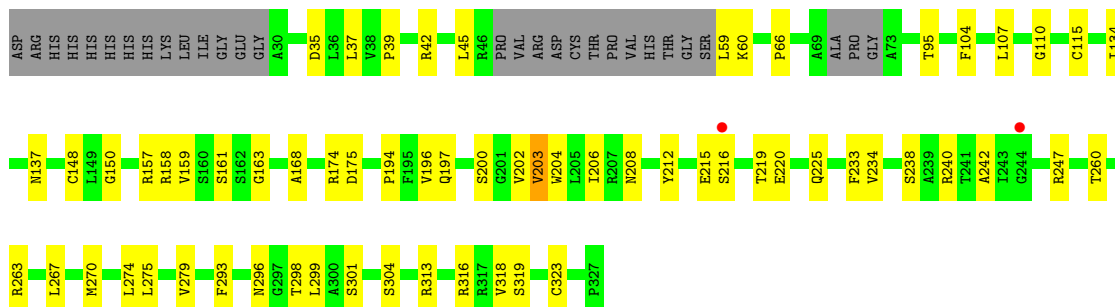 ASP ARG HIS HIS HIS HIS HIS HIS LYS LEU ILE GLY GLU GLY A30 D35 L36 L37 V38 P39 R42 L45 R46 PRO VAL ARG ASP CYS THR PRO VAL HIS THR GLY SER L59 K60 P66 A69 ALA PRO GLY A73 T95 F104 L107 G110 C115
N137 C148 L149 G150 R157 R158 V159 S160 S161 S162 G163 A168 R174 D175 P194 F195 V196 Q197 S200 G201 V202 V203 W204 L205 I206 R207 N208 Y212 E215 S216 T219 E220 Q225 F233 V234 S238 A239 R240 T241 A242 I243 G244 R247 T260
R263 L267 M270 L274 L275 V279 F293 N296 G297 T298 L299 A300 S301 S304 R313 R316 R317 V318 S319 C323 P327